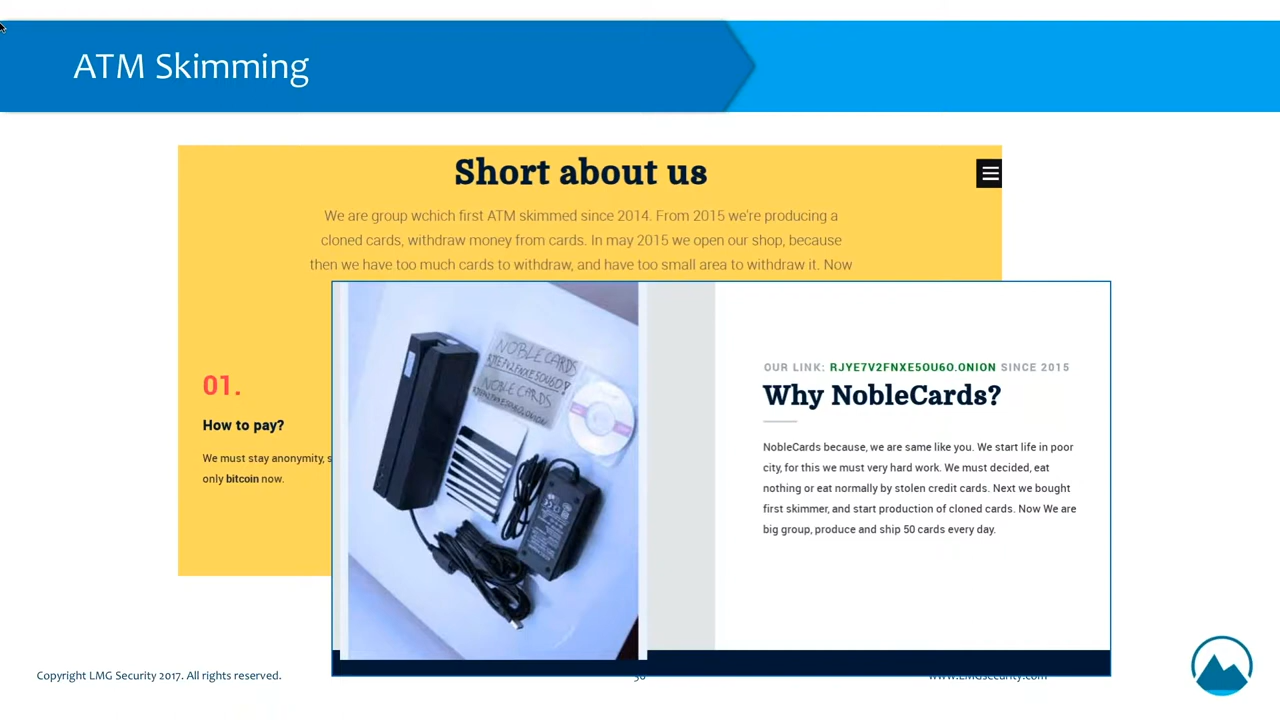 ATM Skimming
Short about us
We are group wchich first ATM skimmed since 2014. From 2015 we're producing a
cloned cards, withdraw money from cards. In may 2015 we open our shop, because
then we have too much cards to withdraw, and have too small area to withdraw it. Now
01.
How to pay?
We must stay anonymity, s
only bitcoin now.
NOBLECARDS
NOBLE CARDS
OUR LINK: RJYE7V2FNXE5OU6O.ONION SINCE 2015
Why NobleCards?
NobleCards because, we are same like you. We start life in poor
city, for this we must very hard work. We must decided, eat
nothing or eat normally by stolen credit cards. Next we bought
first skimmer, and start production of cloned cards. Now We are
big group, produce and ship 50 cards every day.
Copyright LMG Security 2017. All rights reserved.
www.LMGsecurity.com